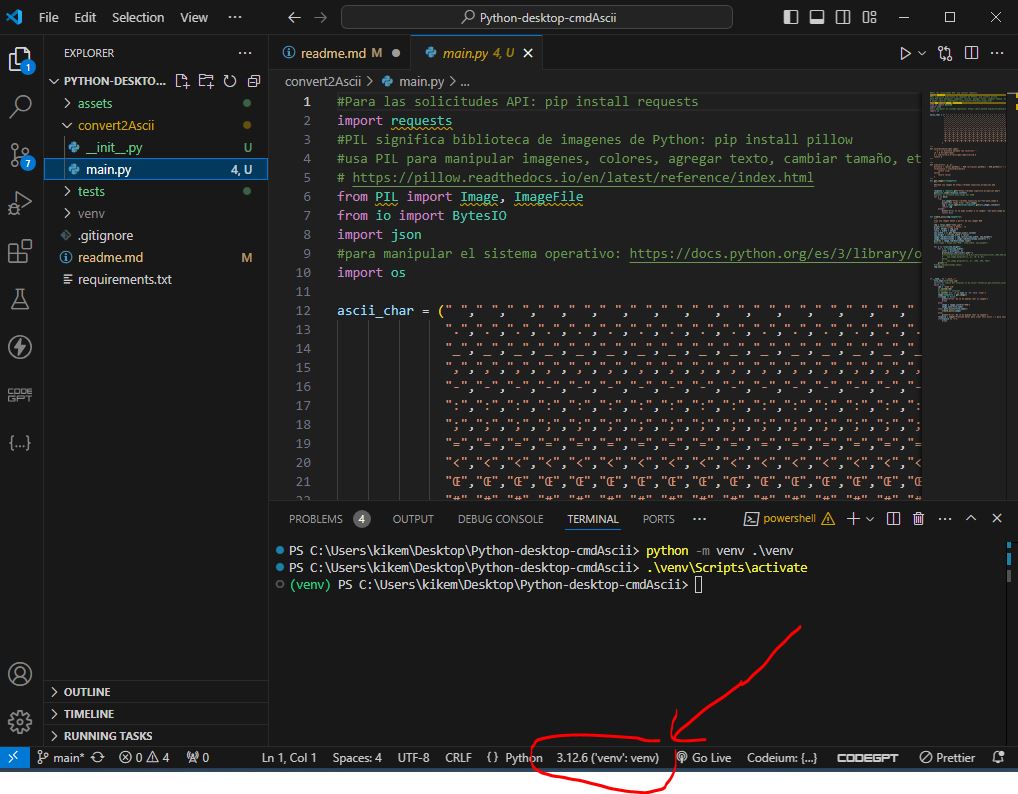 File Edit Selection View ··· Python-desktop-cmdAscii
EXPLORER ···
PYTHON-DESKTO...
assets
convert2Ascii
__init__.py U
main.py 4, U
tests
venv
.gitignore
readme.md M
requirements.txt
OUTLINE
TIMELINE
RUNNING TASKS
1
7
CODE
GPT
{...}
readme.md M ● main.py 4, U ×
convert2Ascii > main.py > ...
1 #Para las solicitudes API: pip install requests
2 import requests
3 #PIL significa biblioteca de imagenes de Python: pip install pillow
4 #usa PIL para manipular imagenes, colores, agregar texto, cambiar tamaño, et
5 # https://pillow.readthedocs.io/en/latest/reference/index.html
6 from PIL import Image, ImageFile
7 from io import BytesIO
8 import json
9 #para manipular el sistema operativo: https://docs.python.org/es/3/library/o
10 import os
11
12 ascii_char = (" "," "," "," "," "," "," "," "," "," "," "," "," "," "," ","
13 ".",".",".",".",".",".",".",".",".",".",".",".",".",".",".",".
14 "_","_","_","_","_","_","_","_","_","_","_","_","_","_","_","_
15 ",",",",",",",",",",",",",",",",",",",",",",",",",",",",",",",
16 "-","-","-","-","-","-","-","-","-","-","-","-","-","-","-","-
17 ":",":",":",":",":",":",":",":",":",":",":",":",":",":",":",":
18 ";",";",";",";",";",";",";",";",";",";",";",";",";",";",";",";
19 "=","=","=","=","=","=","=","=","=","=","=","=","=","=","=","=
20 "<","<","<","<","<","<","<","<","<","<","<","<","<","<","<","<
21 "Œ","Œ","Œ","Œ","Œ","Œ","Œ","Œ","Œ","Œ","Œ","Œ","Œ","Œ","Œ","Œ
PROBLEMS 4 OUTPUT DEBUG CONSOLE TERMINAL PORTS ··· powershell
PS C:\Users\kikem\Desktop\Python-desktop-cmdAscii> python -m venv .\venv
PS C:\Users\kikem\Desktop\Python-desktop-cmdAscii> .\venv\Scripts\activate
(venv) PS C:\Users\kikem\Desktop\Python-desktop-cmdAscii>
main* 0 4 0 Ln 1, Col 1 Spaces: 4 UTF-8 CRLF {} Python 3.12.6 ('venv': venv) Go Live Codeium: {...} CODEGPT Prettier